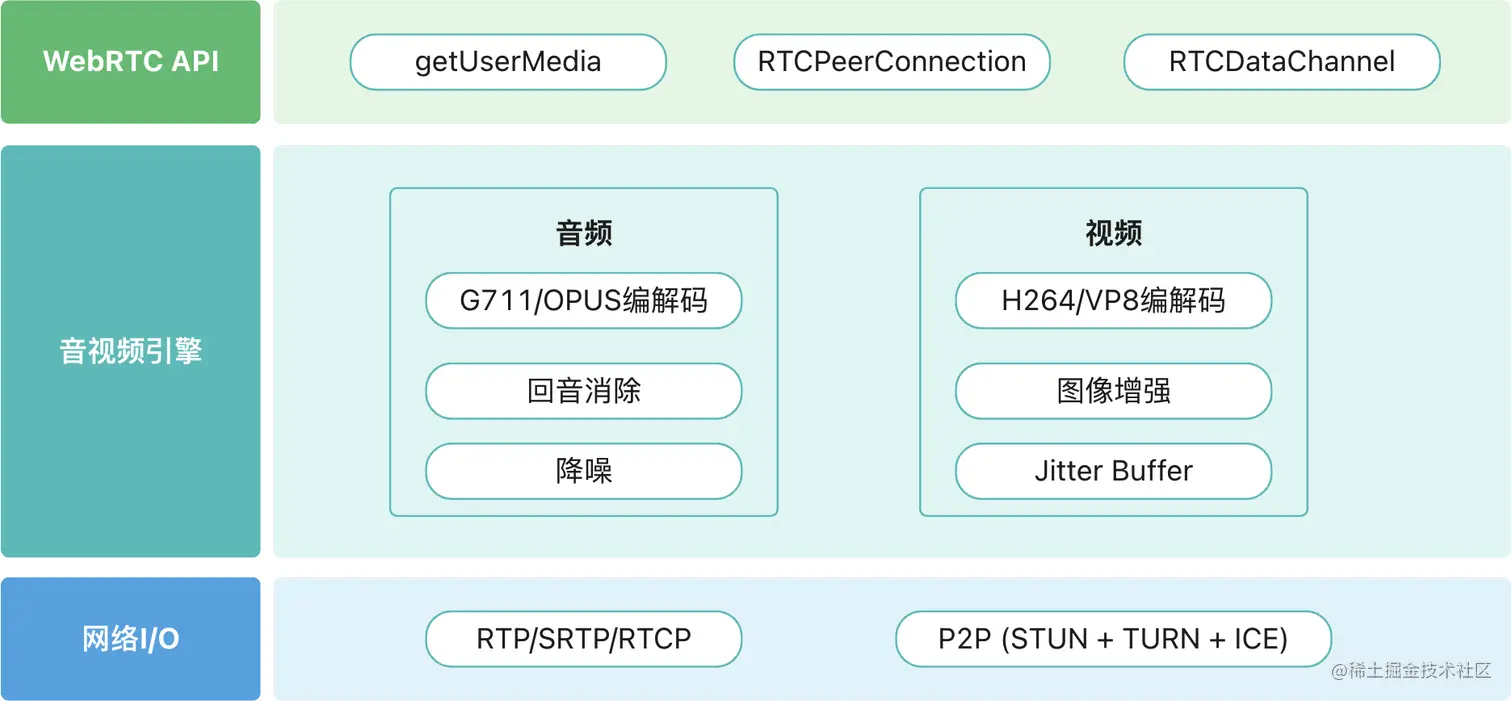 WebRTC API
getUserMedia
RTCPeerConnection
RTCDataChannel
音视频引擎
音频
G711/OPUS编解码
回音消除
降噪
视频
H264/VP8编解码
图像增强
Jitter Buffer
网络I/O
RTP/SRTP/RTCP
P2P (STUN + TURN + ICE)
@稀土掘金技术社区